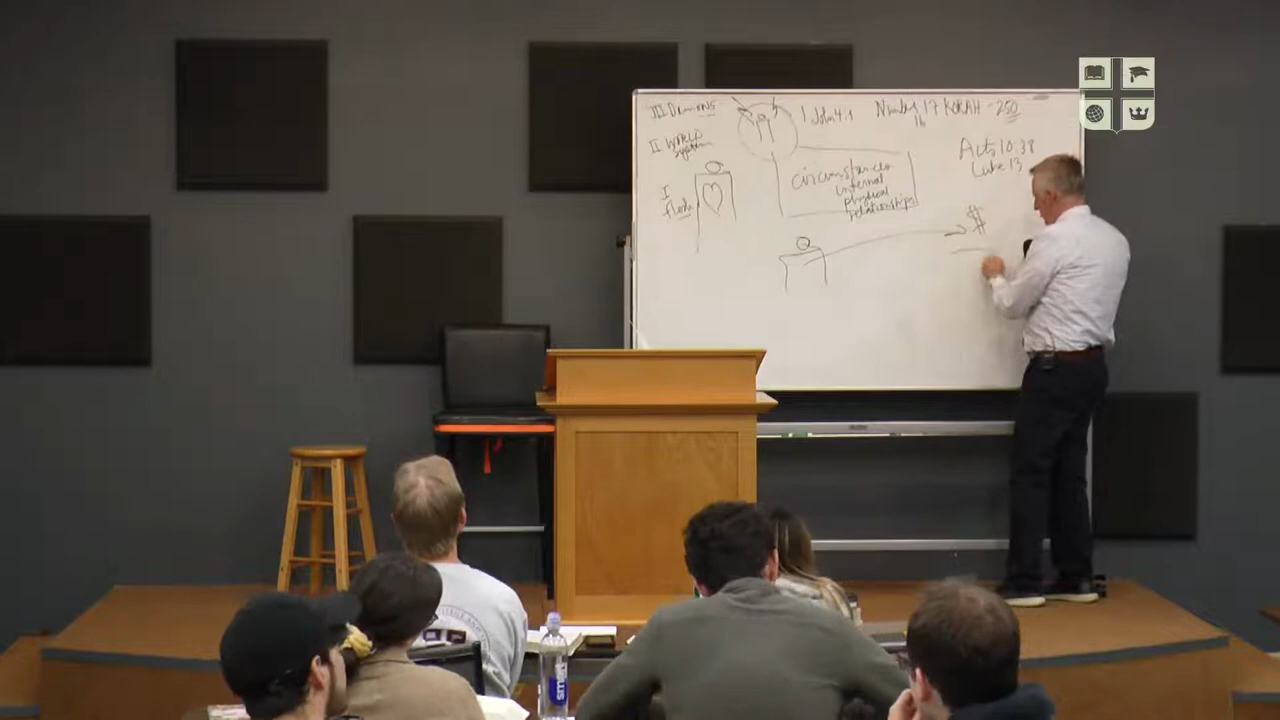 III Demons
1 John 4:1
Numbers 17 KORAH - 250
16
II WORLD
system
Acts 10:38
Luke 13
circumstances
internal
physical
relationships
I
flesh
$
smart